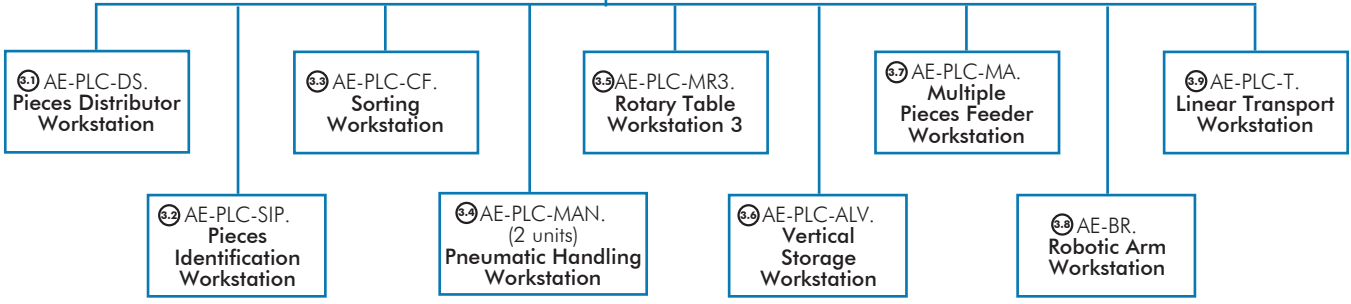 3.1 AE-PLC-DS.
Pieces Distributor
Workstation
3.3 AE-PLC-CF.
Sorting
Workstation
3.5 AE-PLC-MR3.
Rotary Table
Workstation 3
3.7 AE-PLC-MA.
Multiple
Pieces Feeder
Workstation
3.9 AE-PLC-T.
Linear Transport
Workstation
3.2 AE-PLC-SIP.
Pieces
Identification
Workstation
3.4 AE-PLC-MAN.
(2 units)
Pneumatic Handling
Workstation
3.6 AE-PLC-ALV.
Vertical
Storage
Workstation
3.8 AE-BR.
Robotic Arm
Workstation